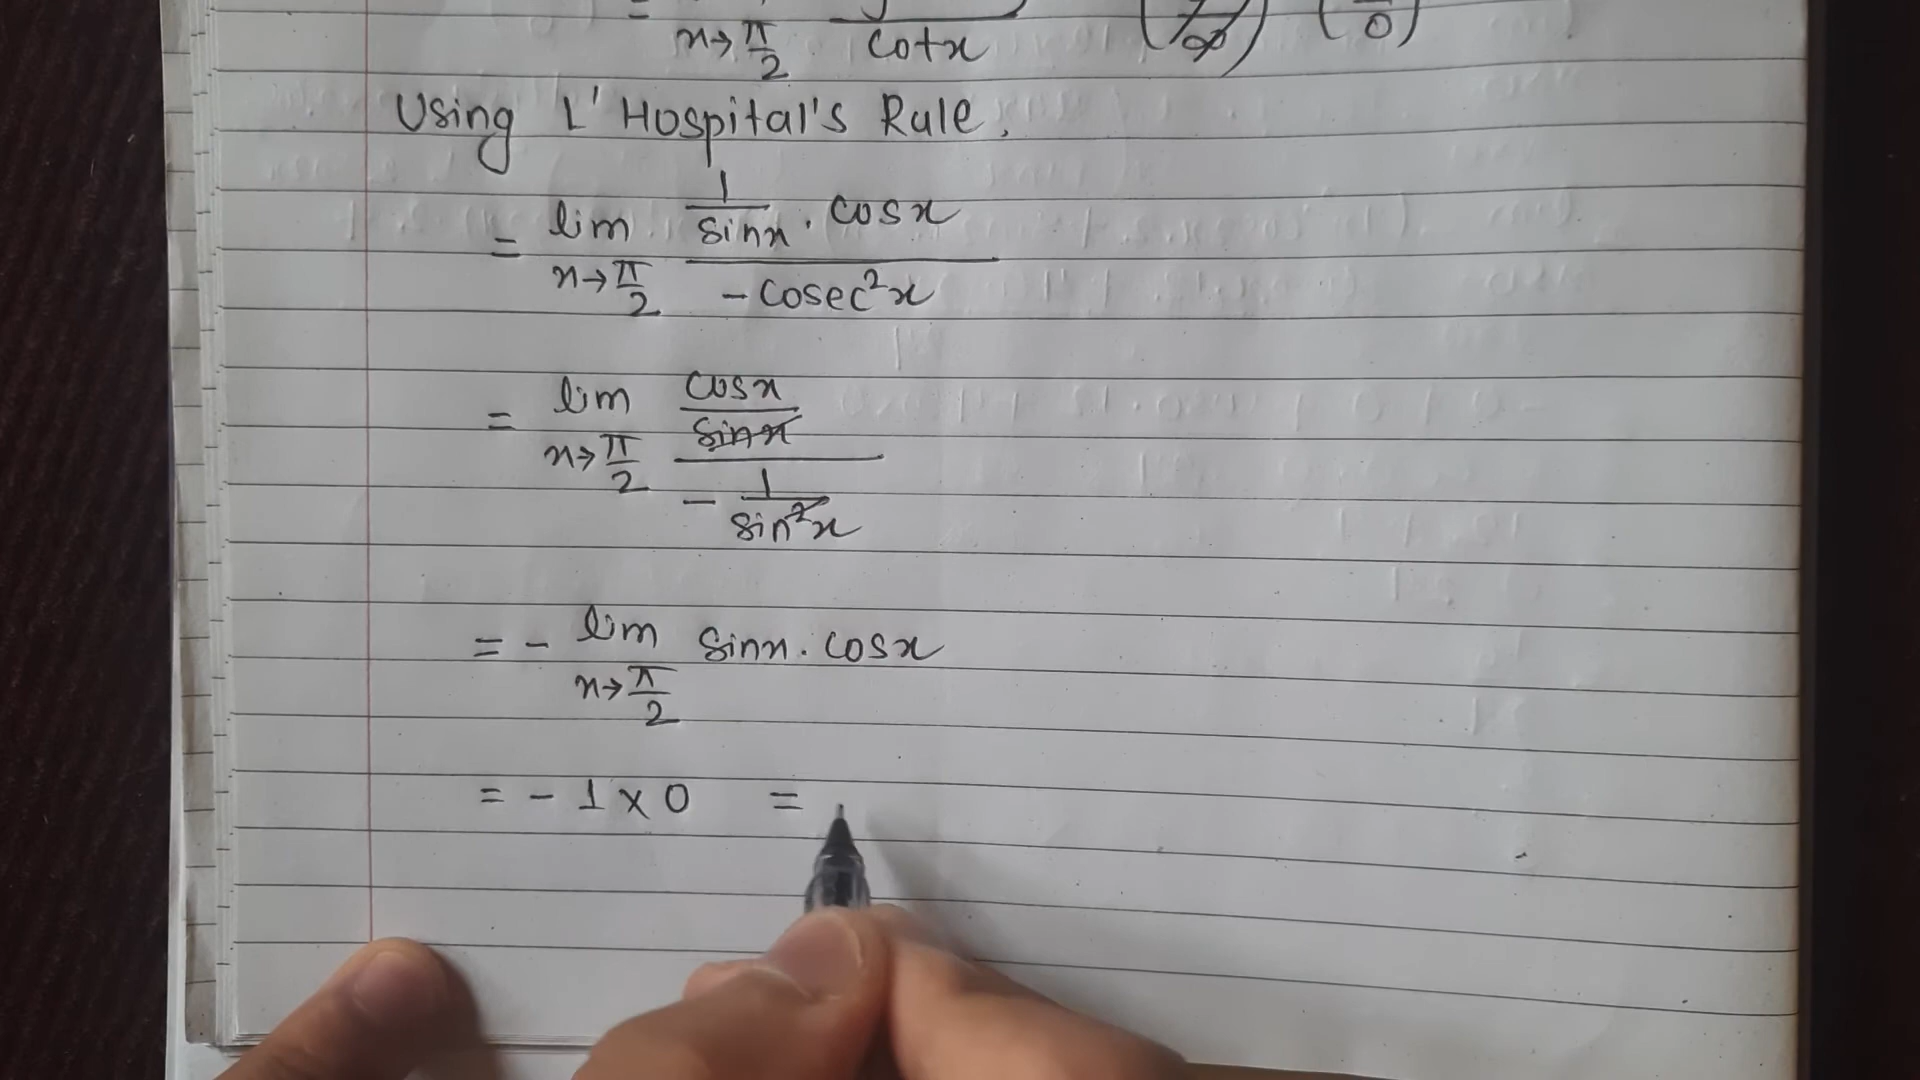 = x→π/2 cotx (%) (0)
Using L'Hospital's Rule.
= lim x→π/2 1/sinx . cosx / -cosec²x
= lim x→π/2 cosx/sinx / -1/sin²x
= - lim x→π/2 sinx . cosx
= - 1 × 0 =